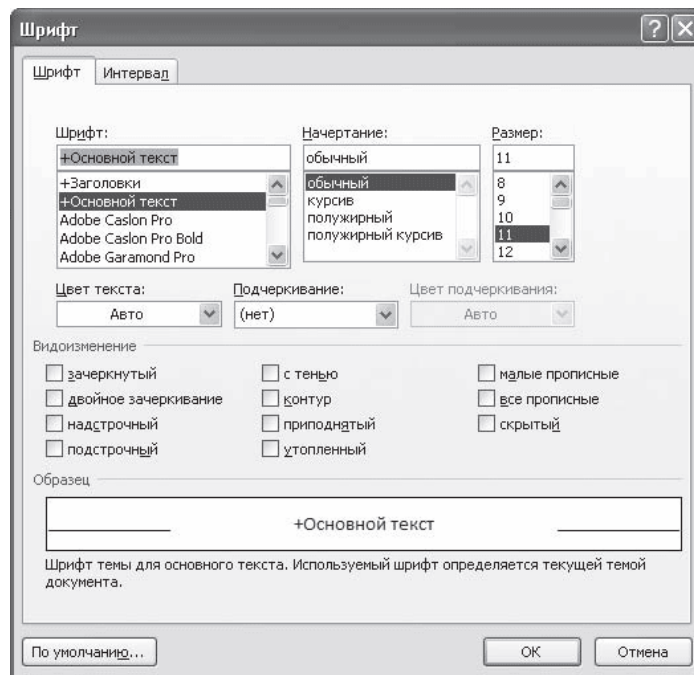 Шрифт
Шрифт Интервал
Шрифт: Начертание: Размер:
+Основной текст обычный 11
+Заголовки обычный 8
+Основной текст курсив 9
Adobe Caslon Pro полужирный 10
Adobe Caslon Pro Bold полужирный курсив 11
Adobe Garamond Pro 12
Цвет текста: Подчеркивание: Цвет подчеркивания:
Авто (нет) Авто
Видоизменение
зачеркнутый с тенью малые прописные
двойное зачеркивание контур все прописные
надстрочный приподнятый скрытый
подстрочный утопленный
Образец
+Основной текст
Шрифт темы для основного текста. Используемый шрифт определяется текущей темой
документа.
По умолчанию... ОК Отмена